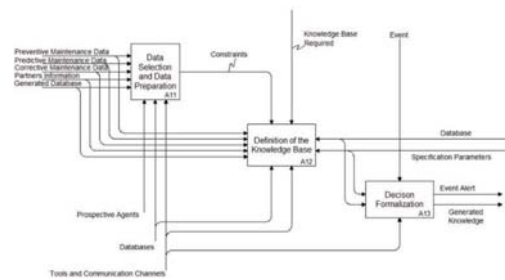 Knowledge Base
Required
Event
Preventive Maintenance Data
Predictive Maintenance Data
Corrective Maintenance Data
Partners Information
Generated Database
Data
Selection
and Data
Preparation
A11
Constraints
Definition of the
Knowledge Base
A12
Database
Specification Parameters
Decison
Formalization
A13
Event Alert
Generated
Knowledge
Prospective Agents
Databases
Tools and Communication Channels